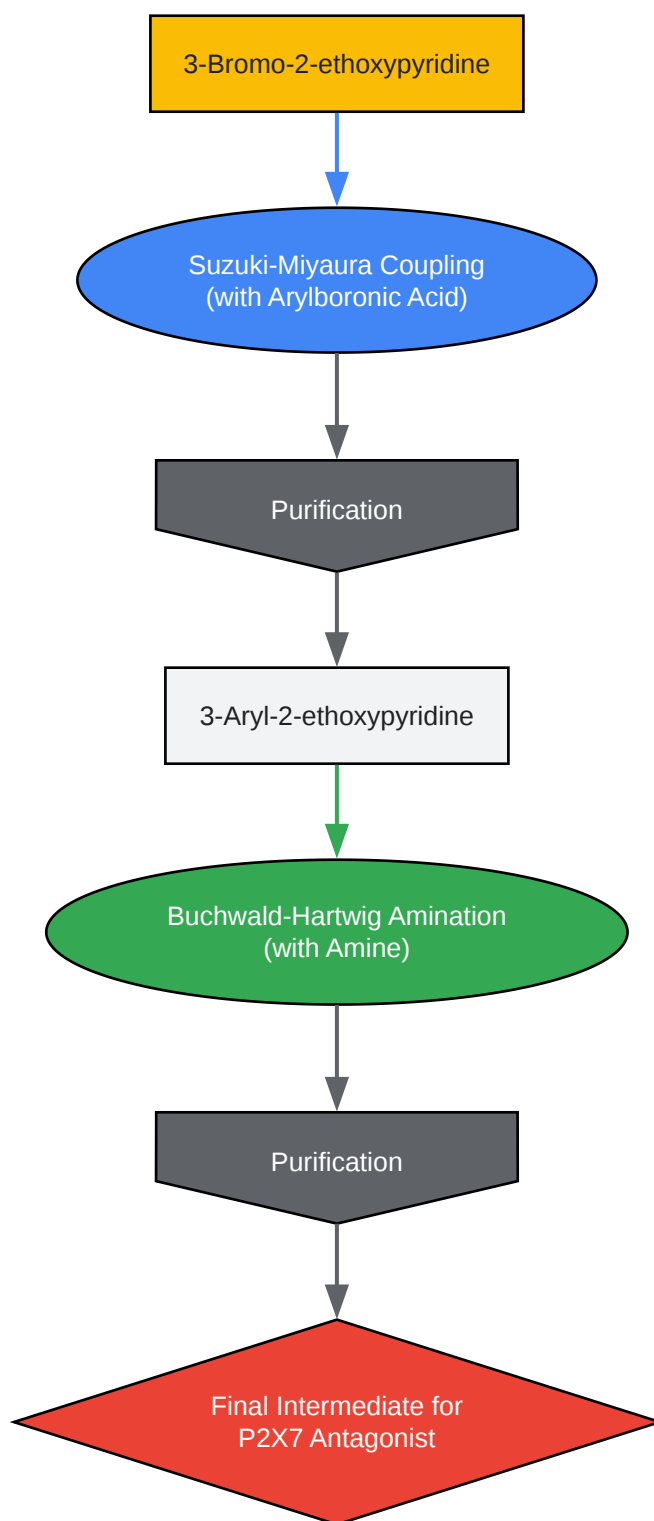 3-Bromo-2-ethoxypyridine
Suzuki-Miyaura Coupling
(with Arylboronic Acid)
Purification
3-Aryl-2-ethoxypyridine
Buchwald-Hartwig Amination
(with Amine)
Purification
Final Intermediate for
P2X7 Antagonist